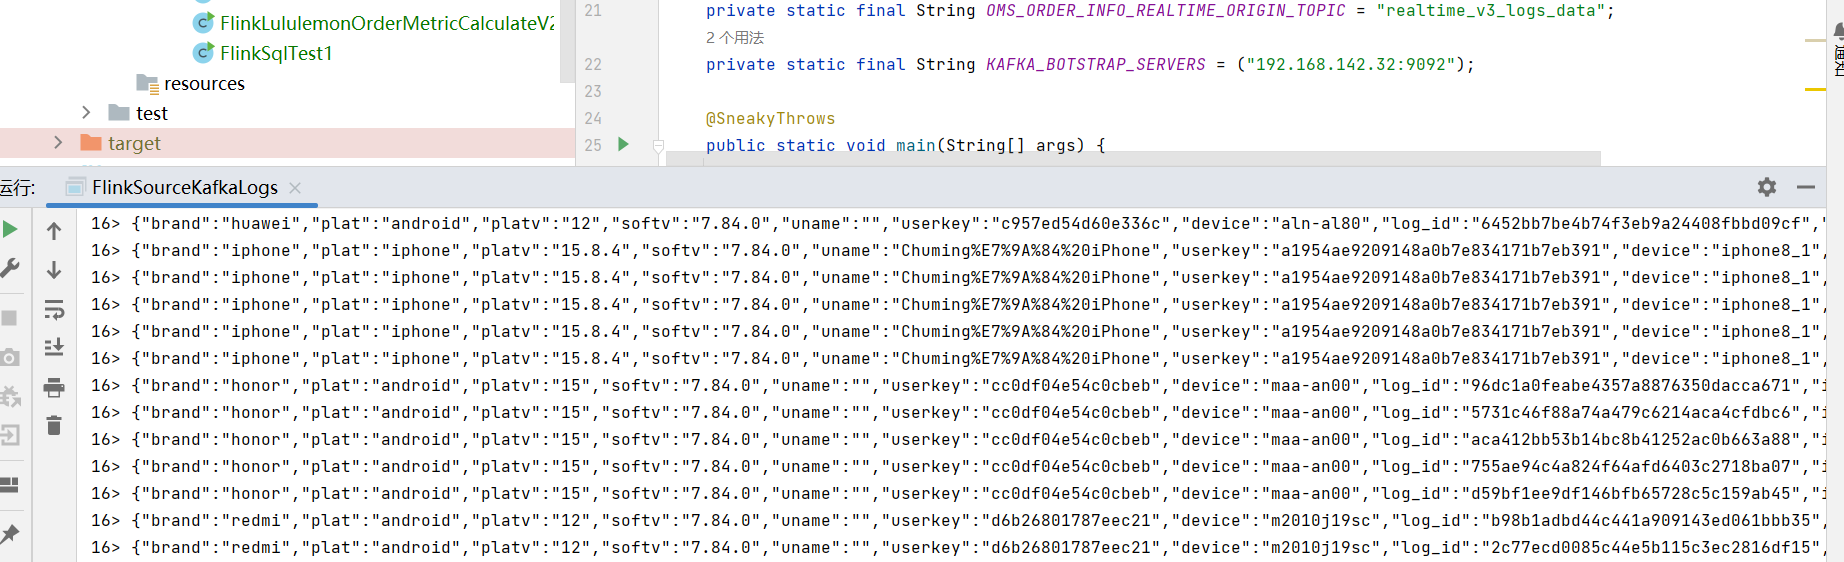 FlinkLululemonOrderMetricCalculateV2
FlinkSqlTest1
resources
test
target
21 private static final String OMS_ORDER_INFO_REALTIME_ORIGIN_TOPIC = "realtime_v3_logs_data";
2 个用法
22 private static final String KAFKA_BOTSTRAP_SERVERS = ("192.168.142.32:9092");
23
24 @SneakyThrows
25 public static void main(String[] args) {
运行: FlinkSourceKafkaLogs
16> {"brand":"huawei","plat":"android","platv":"12","softv":"7.84.0","uname":"","userkey":"c957ed54d60e336c","device":"aln-al80","log_id":"6452bb7be4b74f3eb9a24408fbbd09cf","
16> {"brand":"iphone","plat":"iphone","platv":"15.8.4","softv":"7.84.0","uname":"Chuming%E7%9A%84%20iPhone","userkey":"a1954ae9209148a0b7e834171b7eb391","device":"iphone8_1",
16> {"brand":"iphone","plat":"iphone","platv":"15.8.4","softv":"7.84.0","uname":"Chuming%E7%9A%84%20iPhone","userkey":"a1954ae9209148a0b7e834171b7eb391","device":"iphone8_1",
16> {"brand":"iphone","plat":"iphone","platv":"15.8.4","softv":"7.84.0","uname":"Chuming%E7%9A%84%20iPhone","userkey":"a1954ae9209148a0b7e834171b7eb391","device":"iphone8_1",
16> {"brand":"iphone","plat":"iphone","platv":"15.8.4","softv":"7.84.0","uname":"Chuming%E7%9A%84%20iPhone","userkey":"a1954ae9209148a0b7e834171b7eb391","device":"iphone8_1",
16> {"brand":"iphone","plat":"iphone","platv":"15.8.4","softv":"7.84.0","uname":"Chuming%E7%9A%84%20iPhone","userkey":"a1954ae9209148a0b7e834171b7eb391","device":"iphone8_1",
16> {"brand":"honor","plat":"android","platv":"15","softv":"7.84.0","uname":"","userkey":"cc0df04e54c0cbeb","device":"maa-an00","log_id":"96dc1a0feabe4357a8876350dacca671","i
16> {"brand":"honor","plat":"android","platv":"15","softv":"7.84.0","uname":"","userkey":"cc0df04e54c0cbeb","device":"maa-an00","log_id":"5731c46f88a74a479c6214aca4cfdbc6","i
16> {"brand":"honor","plat":"android","platv":"15","softv":"7.84.0","uname":"","userkey":"cc0df04e54c0cbeb","device":"maa-an00","log_id":"aca412bb53b14bc8b41252ac0b663a88","i
16> {"brand":"honor","plat":"android","platv":"15","softv":"7.84.0","uname":"","userkey":"cc0df04e54c0cbeb","device":"maa-an00","log_id":"755ae94c4a824f64afd6403c2718ba07","i
16> {"brand":"honor","plat":"android","platv":"15","softv":"7.84.0","uname":"","userkey":"cc0df04e54c0cbeb","device":"maa-an00","log_id":"d59bf1ee9df146bfb65728c5c159ab45","i
16> {"brand":"redmi","plat":"android","platv":"12","softv":"7.84.0","uname":"","userkey":"d6b26801787eec21","device":"m2010j19sc","log_id":"b98b1adbd44c441a909143ed061bbb35",
16> {"brand":"redmi","plat":"android","platv":"12","softv":"7.84.0","uname":"","userkey":"d6b26801787eec21","device":"m2010j19sc","log_id":"2c77ecd0085c44e5b115c3ec2816df15",